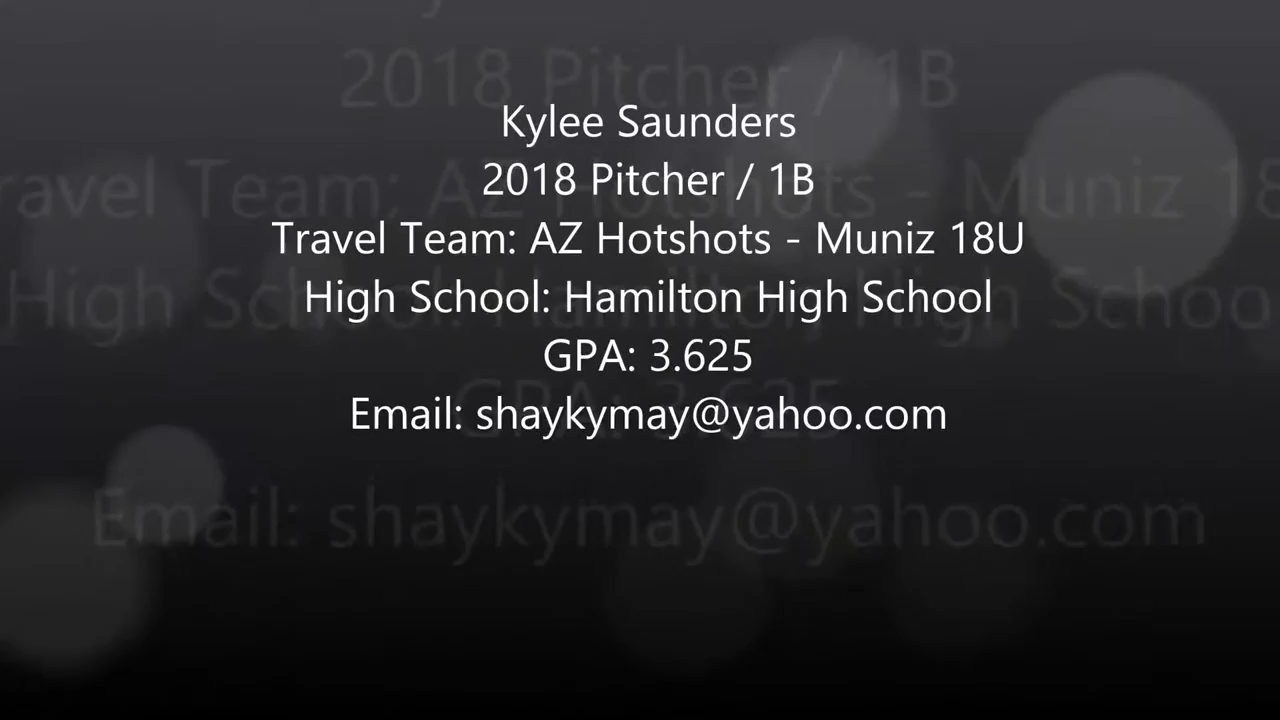 Kylee Saunders
2018 Pitcher / 1B
Travel Team: AZ Hotshots - Muniz 18U
High School: Hamilton High School
GPA: 3.625
Email: shaykymay@yahoo.com